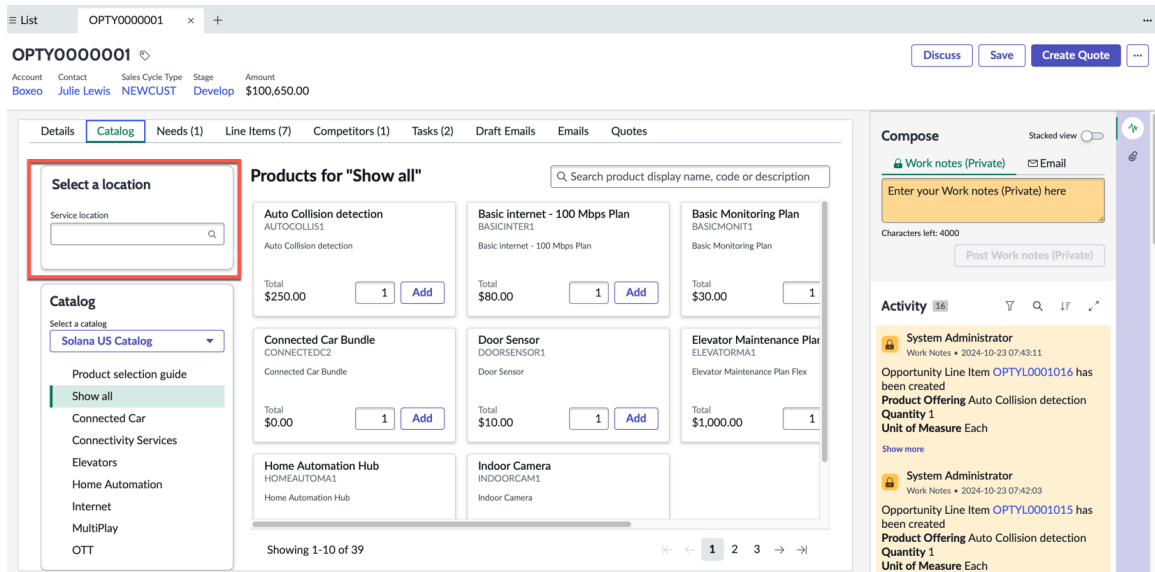 List
OPTY0000001
OPTY0000001
Discuss
Save
Create Quote
Account
Boxeo
Contact
Julie Lewis
Sales Cycle Type
NEWCUST
Stage
Develop
Amount
$100,650.00
Details
Catalog
Needs (1)
Line Items (7)
Competitors (1)
Tasks (2)
Draft Emails
Emails
Quotes
Select a location
Service location
Catalog
Select a catalog
Solana US Catalog
Product selection guide
Show all
Connected Car
Connectivity Services
Elevators
Home Automation
Internet
MultiPlay
OTT
Products for "Show all"
Search product display name, code or description
Auto Collision detection
AUTOCOLLIS1
Auto Collision detection
Total
$250.00
1
Add
Basic internet - 100 Mbps Plan
BASICINTER1
Basic internet - 100 Mbps Plan
Total
$80.00
1
Add
Basic Monitoring Plan
BASICMONIT1
Basic Monitoring Plan
Total
$30.00
1
Connected Car Bundle
CONNECTEDC2
Connected Car Bundle
Total
$0.00
1
Add
Door Sensor
DOORSENSOR1
Door Sensor
Total
$10.00
1
Add
Elevator Maintenance Plan
ELEVATORMA1
Elevator Maintenance Plan Flex
Total
$1,000.00
1
Home Automation Hub
HOMEAUTOMA1
Home Automation Hub
Indoor Camera
INDOORCAM1
Indoor Camera
Showing 1-10 of 39
1 2 3
Compose
Stacked view
Work notes (Private)
Email
Enter your Work notes (Private) here
Characters left: 4000
Post Work notes (Private)
Activity 16
System Administrator
Work Notes • 2024-10-23 07:43:11
Opportunity Line Item OPTYL0001016 has
been created
Product Offering Auto Collision detection
Quantity 1
Unit of Measure Each
Show more
System Administrator
Work Notes • 2024-10-23 07:42:03
Opportunity Line Item OPTYL0001015 has
been created
Product Offering Auto Collision detection
Quantity 1
Unit of Measure Each